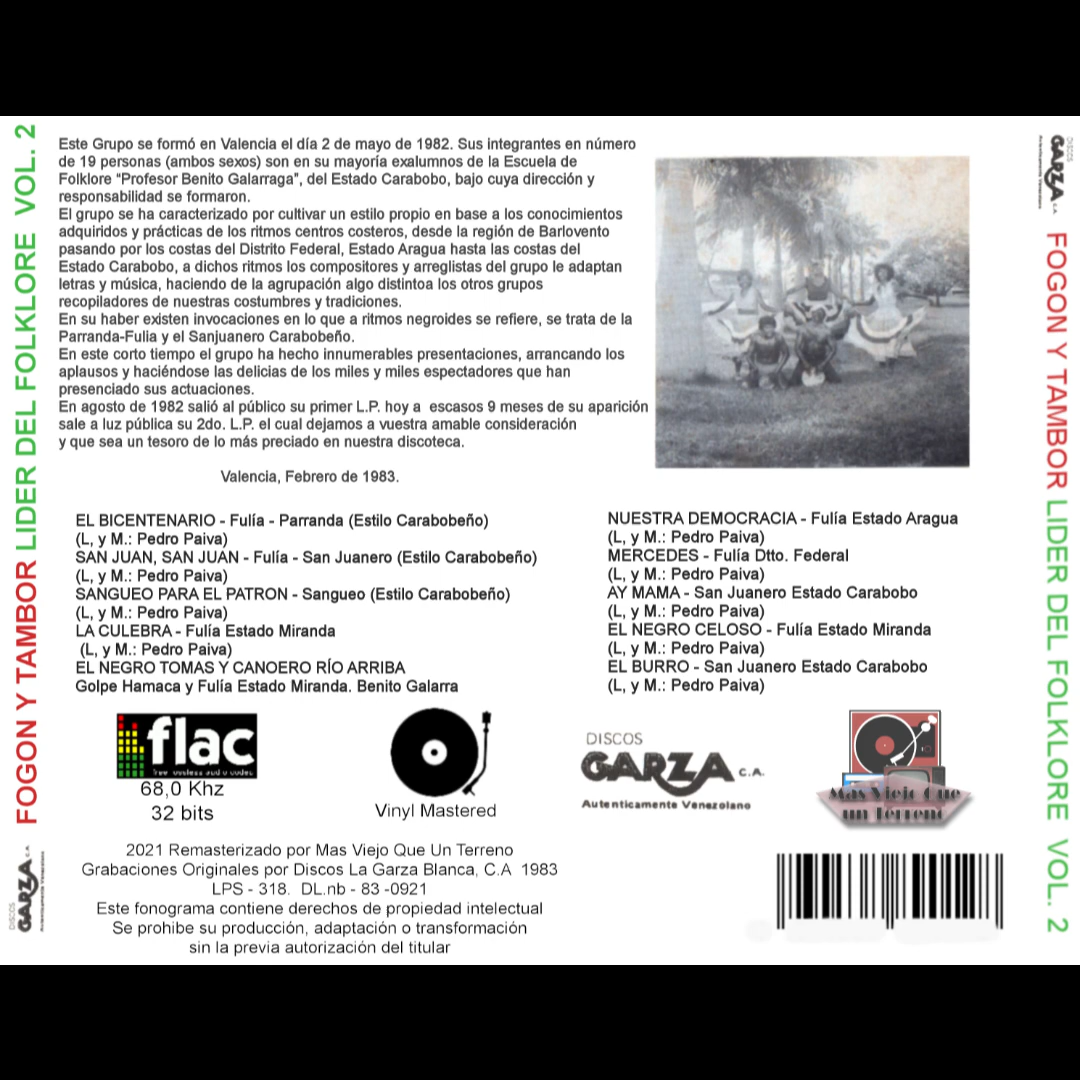 FOGON Y TAMBOR LIDER DEL FOLKLORE VOL. 2
DISCOS
GARZA C.A.
Autenticamente Venezolano
Este Grupo se formó en Valencia el día 2 de mayo de 1982. Sus integrantes en número
de 19 personas (ambos sexos) son en su mayoría exalumnos de la Escuela de
Folklore “Profesor Benito Galarraga”, del Estado Carabobo, bajo cuya dirección y
responsabilidad se formaron.
El grupo se ha caracterizado por cultivar un estilo propio en base a los conocimientos
adquiridos y prácticas de los ritmos centros costeros, desde la región de Barlovento
pasando por los costas del Distrito Federal, Estado Aragua hasta las costas del
Estado Carabobo, a dichos ritmos los compositores y arreglistas del grupo le adaptan
letras y música, haciendo de la agrupación algo distintoa los otros grupos
recopiladores de nuestras costumbres y tradiciones.
En su haber existen invocaciones en lo que a ritmos negroides se refiere, se trata de la
Parranda-Fulia y el Sanjuanero Carabobeño.
En este corto tiempo el grupo ha hecho innumerables presentaciones, arrancando los
aplausos y haciéndose las delicias de los miles y miles espectadores que han
presenciado sus actuaciones.
En agosto de 1982 salió al público su primer L.P. hoy a escasos 9 meses de su aparición
sale a luz pública su 2do. L.P. el cual dejamos a vuestra amable consideración
y que sea un tesoro de lo más preciado en nuestra discoteca.
Valencia, Febrero de 1983.
EL BICENTENARIO - Fulía - Parranda (Estilo Carabobeño)
(L, y M.: Pedro Paiva)
SAN JUAN, SAN JUAN - Fulía - San Juanero (Estilo Carabobeño)
(L, y M.: Pedro Paiva)
SANGUEO PARA EL PATRON - Sangueo (Estilo Carabobeño)
(L, y M.: Pedro Paiva)
LA CULEBRA - Fulía Estado Miranda
(L, y M.: Pedro Paiva)
EL NEGRO TOMAS Y CANOERO RÍO ARRIBA
Golpe Hamaca y Fulía Estado Miranda. Benito Galarra
NUESTRA DEMOCRACIA - Fulía Estado Aragua
(L, y M.: Pedro Paiva)
MERCEDES - Fulía Dtto. Federal
(L, y M.: Pedro Paiva)
AY MAMA - San Juanero Estado Carabobo
(L, y M.: Pedro Paiva)
EL NEGRO CELOSO - Fulía Estado Miranda
(L, y M.: Pedro Paiva)
EL BURRO - San Juanero Estado Carabobo
(L, y M.: Pedro Paiva)
flac
free lossless audio codec
68,0 Khz
32 bits
Vinyl Mastered
DISCOS
GARZA C.A.
Autenticamente Venezolano
Mas Viejo Que
un Terreno
2021 Remasterizado por Mas Viejo Que Un Terreno
Grabaciones Originales por Discos La Garza Blanca, C.A 1983
LPS - 318. DL.nb - 83 -0921
Este fonograma contiene derechos de propiedad intelectual
Se prohibe su producción, adaptación o transformación
sin la previa autorización del titular
DISCOS
GARZA C.A.
Autenticamente Venezolano
FOGON Y TAMBOR LIDER DEL FOLKLORE VOL. 2